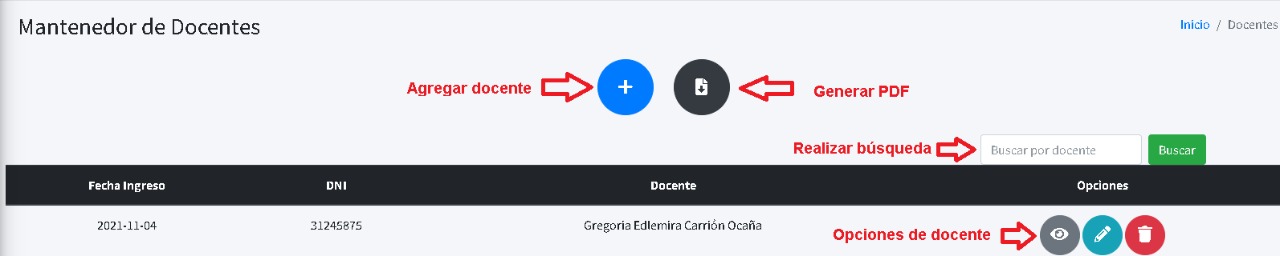 Mantenedor de Docentes
Inicio / Docentes
Agregar docente
Generar PDF
Realizar búsqueda
Buscar por docente
Buscar
Fecha Ingreso DNI Docente Opciones
2021-11-04 31245875 Gregoria Edlemira Carrión Ocaña
Opciones de docente